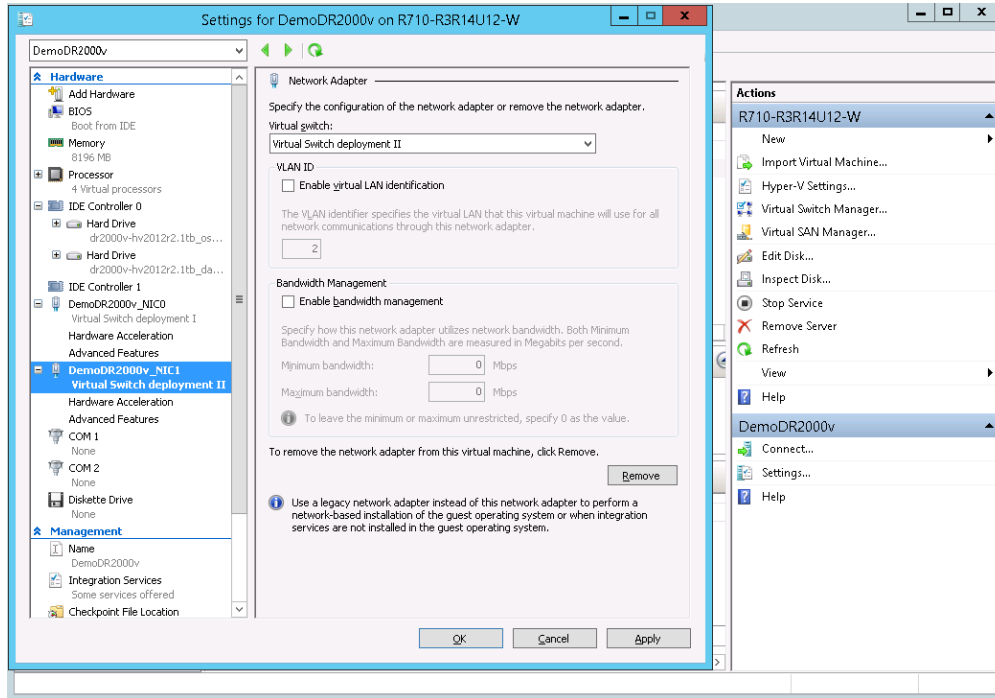 Settings for DemoDR2000v on R710-R3R14U12-W
DemoDR2000v
Hardware
Add Hardware
BIOS
Boot from IDE
Memory
8196 MB
Processor
4 Virtual processors
IDE Controller 0
Hard Drive
dr2000v-hv2012r2.1tb_os...
Hard Drive
dr2000v-hv2012r2.1tb_da...
IDE Controller 1
DemoDR2000v_NIC0
Virtual Switch deployment I
Hardware Acceleration
Advanced Features
DemoDR2000v_NIC1
Virtual Switch deployment II
Hardware Acceleration
Advanced Features
COM 1
None
COM 2
None
Diskette Drive
None
Management
Name
DemoDR2000v
Integration Services
Some services offered
Checkpoint File Location
Network Adapter
Specify the configuration of the network adapter or remove the network adapter.
Virtual switch:
Virtual Switch deployment II
VLAN ID
Enable virtual LAN identification
The VLAN identifier specifies the virtual LAN that this virtual machine will use for all
network communications through this network adapter.
2
Bandwidth Management
Enable bandwidth management
Specify how this network adapter utilizes network bandwidth. Both Minimum
Bandwidth and Maximum Bandwidth are measured in Megabits per second.
Minimum bandwidth: 0 Mbps
Maximum bandwidth: 0 Mbps
To leave the minimum or maximum unrestricted, specify 0 as the value.
To remove the network adapter from this virtual machine, click Remove.
Remove
Use a legacy network adapter instead of this network adapter to perform a
network-based installation of the guest operating system or when integration
services are not installed in the guest operating system.
OK Cancel Apply
Actions
R710-R3R14U12-W
New
Import Virtual Machine...
Hyper-V Settings...
Virtual Switch Manager...
Virtual SAN Manager...
Edit Disk...
Inspect Disk...
Stop Service
Remove Server
Refresh
View
Help
DemoDR2000v
Connect...
Settings...
Help